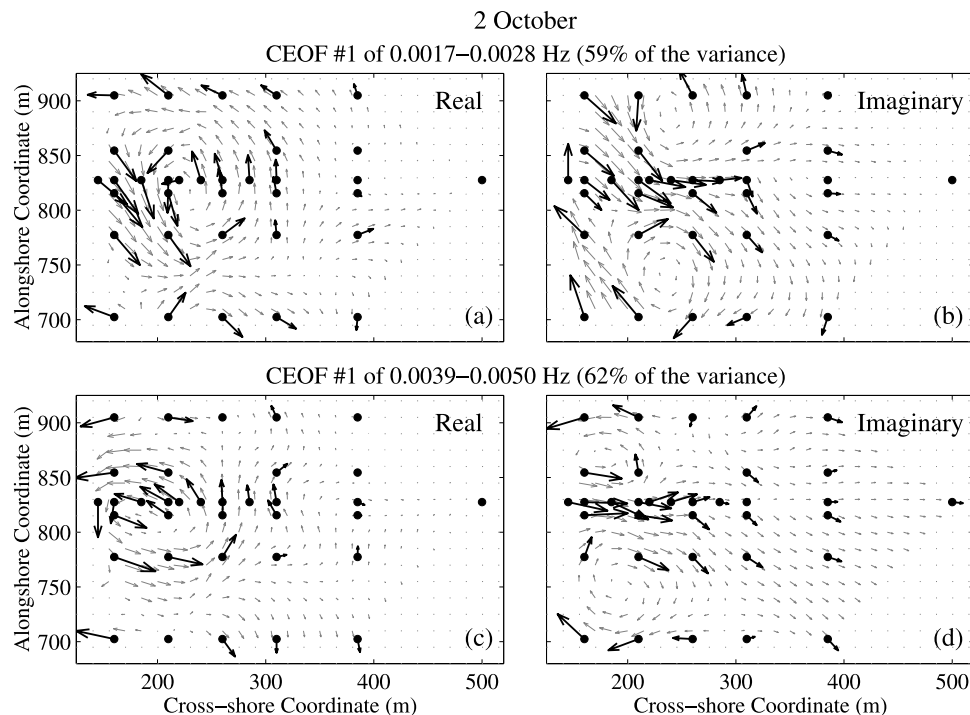 2 October
CEOF #1 of 0.0017−0.0028 Hz (59% of the variance)
Real
Imaginary
Alongshore Coordinate (m)
900
850
800
750
700
(a)
(b)
CEOF #1 of 0.0039−0.0050 Hz (62% of the variance)
Real
Imaginary
Alongshore Coordinate (m)
900
850
800
750
700
(c)
(d)
200 300 400 500
200 300 400 500
Cross−shore Coordinate (m)
Cross−shore Coordinate (m)